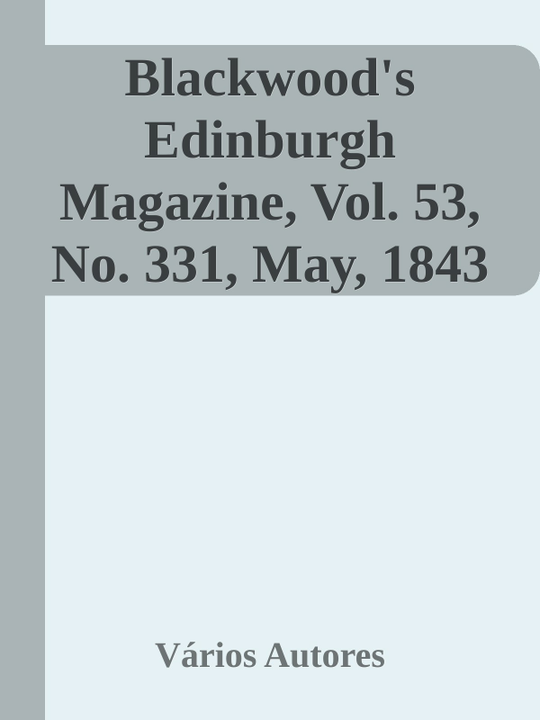 Blackwood's
Edinburgh
Magazine, Vol. 53,
No. 331, May, 1843
Vários Autores